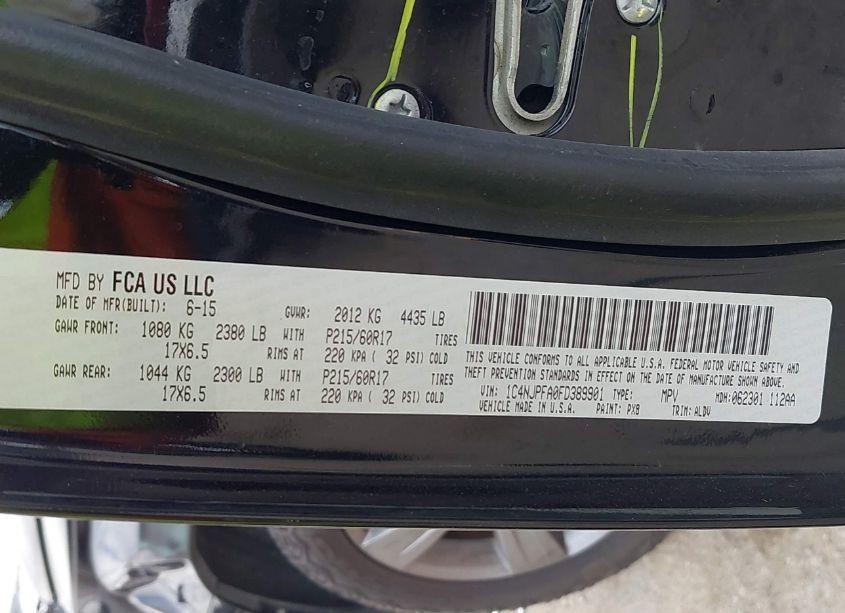 MFD BY FCA US LLC
DATE OF MFR(BUILT): 6-15 GVWR: 2012 KG 4435 LB
GAWR FRONT: 1080 KG 2380 LB WITH P215/60R17 TIRES
17X6.5 RIMS AT 220 KPA ( 32 PSI) COLD
GAWR REAR: 1044 KG 2300 LB WITH P215/60R17 TIRES
17X6.5 RIMS AT 220 KPA ( 32 PSI) COLD
THIS VEHICLE CONFORMS TO ALL APPLICABLE U.S.A. FEDERAL MOTOR VEHICLE SAFETY AND
THEFT PREVENTION STANDARDS IN EFFECT ON THE DATE OF MANUFACTURE SHOWN ABOVE.
VIN: 1C4NJPFA0FD389901 TYPE: MPV MDH: 062301 112AA
VEHICLE MADE IN U.S.A. PAINT: PX8 TRIM: ALDV